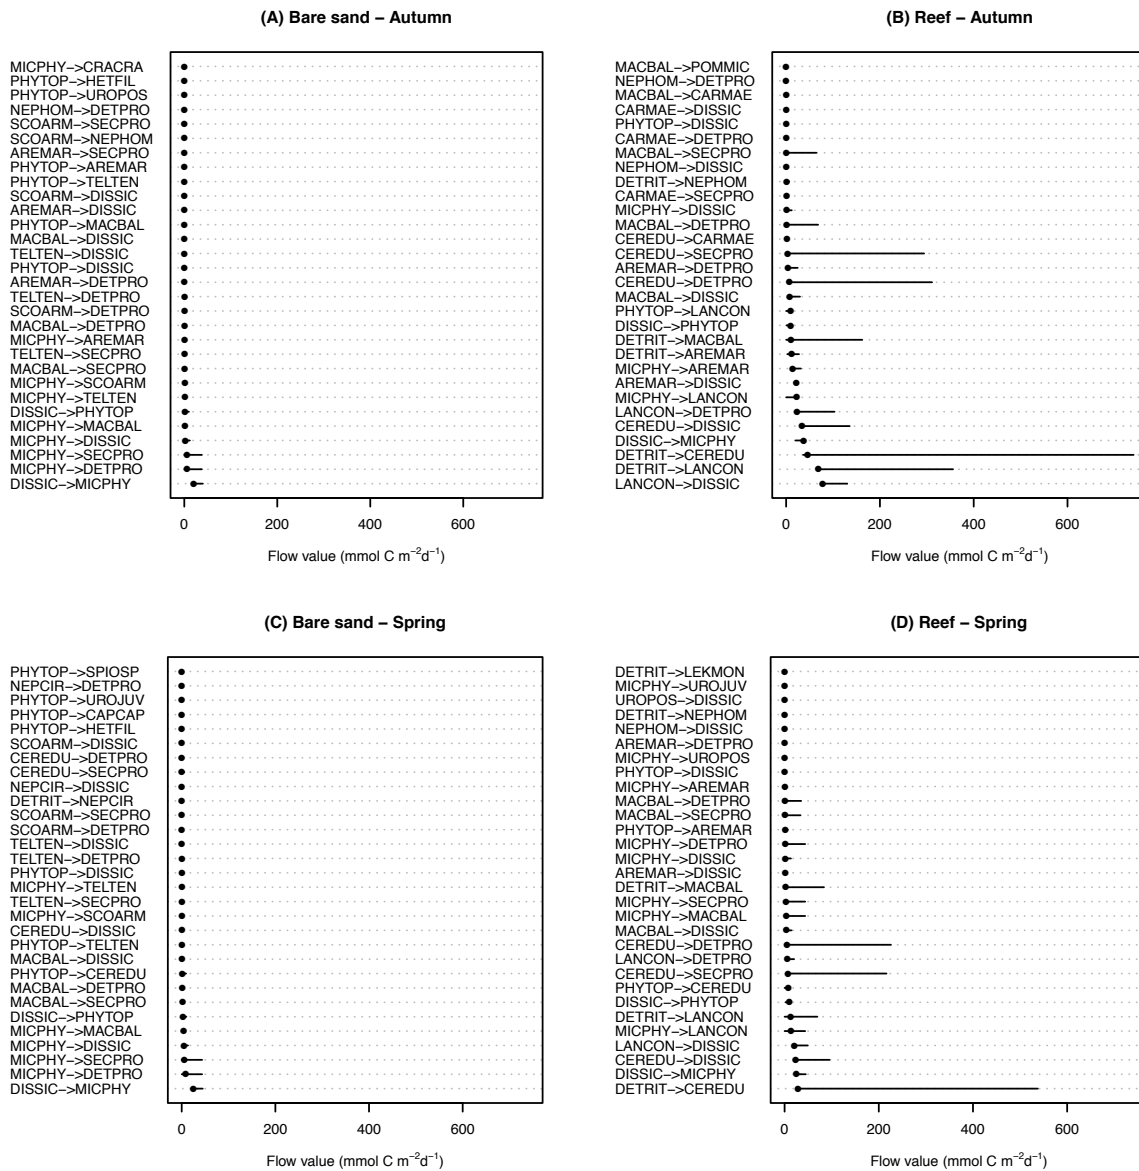 (A) Bare sand − Autumn
MICPHY−>CRACRA
PHYTOP−>HETFIL
PHYTOP−>UROPOS
NEPHOM−>DETPRO
SCOARM−>SECPRO
SCOARM−>NEPHOM
AREMAR−>SECPRO
PHYTOP−>AREMAR
PHYTOP−>TELTEN
SCOARM−>DISSIC
AREMAR−>DISSIC
PHYTOP−>MACBAL
MACBAL−>DISSIC
TELTEN−>DISSIC
PHYTOP−>DISSIC
AREMAR−>DETPRO
TELTEN−>DETPRO
SCOARM−>DETPRO
MACBAL−>DETPRO
MICPHY−>AREMAR
TELTEN−>SECPRO
MACBAL−>SECPRO
MICPHY−>SCOARM
MICPHY−>TELTEN
DISSIC−>PHYTOP
MICPHY−>MACBAL
MICPHY−>DISSIC
MICPHY−>SECPRO
MICPHY−>DETPRO
DISSIC−>MICPHY
0 200 400 600
Flow value (mmol C m−2d−1)
(B) Reef − Autumn
MACBAL−>POMMIC
NEPHOM−>DETPRO
MACBAL−>CARMAE
CARMAE−>DISSIC
PHYTOP−>DISSIC
CARMAE−>DETPRO
MACBAL−>SECPRO
NEPHOM−>DISSIC
DETRIT−>NEPHOM
CARMAE−>SECPRO
MICPHY−>DISSIC
MACBAL−>DETPRO
CEREDU−>CARMAE
CEREDU−>SECPRO
AREMAR−>DETPRO
CEREDU−>DETPRO
MACBAL−>DISSIC
PHYTOP−>LANCON
DISSIC−>PHYTOP
DETRIT−>MACBAL
DETRIT−>AREMAR
MICPHY−>AREMAR
AREMAR−>DISSIC
MICPHY−>LANCON
LANCON−>DETPRO
CEREDU−>DISSIC
DISSIC−>MICPHY
DETRIT−>CEREDU
DETRIT−>LANCON
LANCON−>DISSIC
0 200 400 600
Flow value (mmol C m−2d−1)
(C) Bare sand − Spring
PHYTOP−>SPIOSP
NEPCIR−>DETPRO
PHYTOP−>UROJUV
PHYTOP−>CAPCAP
PHYTOP−>HETFIL
SCOARM−>DISSIC
CEREDU−>DETPRO
CEREDU−>SECPRO
NEPCIR−>DISSIC
DETRIT−>NEPCIR
SCOARM−>SECPRO
SCOARM−>DETPRO
TELTEN−>DISSIC
TELTEN−>DETPRO
PHYTOP−>DISSIC
MICPHY−>TELTEN
TELTEN−>SECPRO
MICPHY−>SCOARM
CEREDU−>DISSIC
PHYTOP−>TELTEN
MACBAL−>DISSIC
PHYTOP−>CEREDU
MACBAL−>DETPRO
MACBAL−>SECPRO
DISSIC−>PHYTOP
MICPHY−>MACBAL
MICPHY−>DISSIC
MICPHY−>SECPRO
MICPHY−>DETPRO
DISSIC−>MICPHY
0 200 400 600
Flow value (mmol C m−2d−1)
(D) Reef − Spring
DETRIT−>LEKMON
MICPHY−>UROJUV
UROPOS−>DISSIC
DETRIT−>NEPHOM
NEPHOM−>DISSIC
AREMAR−>DETPRO
MICPHY−>UROPOS
PHYTOP−>DISSIC
MICPHY−>AREMAR
MACBAL−>DETPRO
MACBAL−>SECPRO
PHYTOP−>AREMAR
MICPHY−>DETPRO
MICPHY−>DISSIC
AREMAR−>DISSIC
DETRIT−>MACBAL
MICPHY−>SECPRO
MICPHY−>MACBAL
MACBAL−>DISSIC
CEREDU−>DETPRO
LANCON−>DETPRO
CEREDU−>SECPRO
PHYTOP−>CEREDU
DISSIC−>PHYTOP
DETRIT−>LANCON
MICPHY−>LANCON
LANCON−>DISSIC
CEREDU−>DISSIC
DISSIC−>MICPHY
DETRIT−>CEREDU
0 200 400 600
Flow value (mmol C m−2d−1)